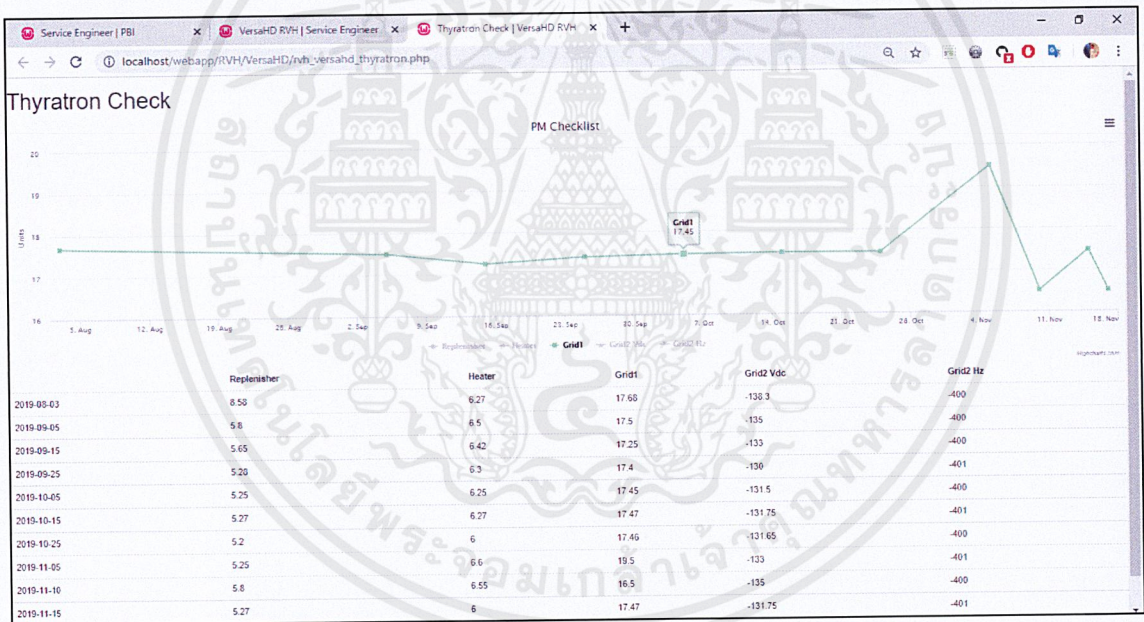 Service Engineer | PBI
VersaHD RVH | Service Engineer
Thyratron Check | VersaHD RVH
localhost/webapp/RVH/VersaHD/rvh_versahd_thyratron.php
Thyratron Check
PM Checklist
20
19
18
17
16
Units
Grid1
17.45
5. Aug 12. Aug 19. Aug 26. Aug 2. Sep 9. Sep 16. Sep 23. Sep 30. Sep 7. Oct 14. Oct 21. Oct 28. Oct 4. Nov 11. Nov 18. Nov
Replenisher Heater Grid1 Grid2 Vdc Grid2 Hz
Highcharts.com
Replenisher Heater Grid1 Grid2 Vdc Grid2 Hz
2019-08-03 8.58 6.27 17.68 -138.3 -400
2019-09-05 5.8 6.5 17.5 -135 -400
2019-09-15 5.65 6.42 17.25 -133 -400
2019-09-25 5.28 6.3 17.4 -130 -401
2019-10-05 5.25 6.25 17.45 -131.5 -400
2019-10-15 5.27 6.27 17.47 -131.75 -401
2019-10-25 5.2 6 17.46 -131.65 -400
2019-11-05 5.25 6.6 19.5 -133 -401
2019-11-10 5.8 6.55 16.5 -135 -400
2019-11-15 5.27 6 17.47 -131.75 -401